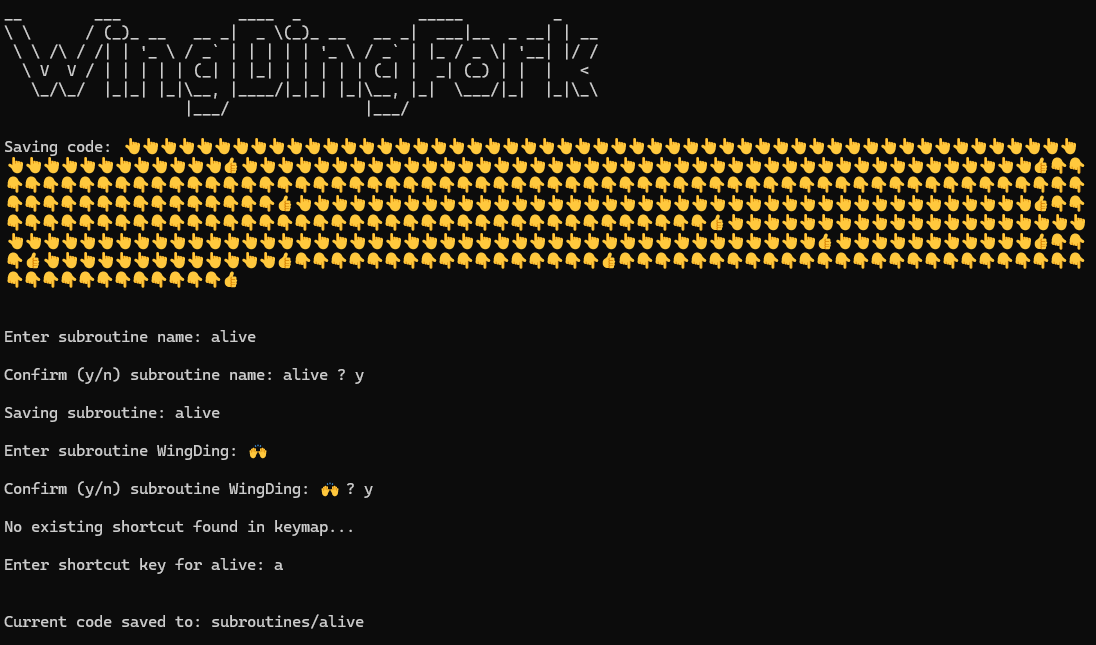 WingDingFork
Saving code: 👆👆👆👆👆👆👆👆👆👆👆👆👆👆👆👆👆👆👆👆👆👆👆👆👆👆👆👆👆👆👆👆👆👆👆👆👆👆👆👆👆👆👆👆👆👆👆👆👆👆👆👆👆
👆👆👆👆👆👆👆👆👆👆👆👆👍👆👆👆👆👆👆👆👆👆👆👆👆👆👆👆👆👆👆👆👆👆👆👆👆👆👆👆👆👆👆👆👆👆👆👆👆👆👆👆👆👆👆👆👆👍👇👇
👇👇👇👇👇👇👇👇👇👇👇👇👇👇👇👇👇👇👇👇👇👇👇👇👇👇👇👇👇👇👇👇👇👇👇👇👇👇👇👇👇👇👇👇👇👇👇👇👇👇👇👇👇👇👇👇👇👇👇👇
👇👇👇👇👇👇👇👇👇👇👇👇👇👇👇👍👆👆👆👆👆👆👆👆👆👆👆👆👆👆👆👆👆👆👆👆👆👆👆👆👆👆👆👆👆👆👆👆👆👆👆👆👆👆👆👆👆👍👇👇
👇👇👇👇👇👇👇👇👇👇👇👇👇👇👇👇👇👇👇👇👇👇👇👇👇👇👇👇👇👇👇👇👇👇👇👇👇👇👇👍👆👆👆👆👆👆👆👆👆👆👆👆👆👆👆👆👆👆👆👆
👆👆👆👆👆👆👆👆👆👆👆👆👆👆👆👆👆👆👆👆👆👆👆👆👆👆👆👆👆👆👆👆👆👆👆👆👆👆👆👆👆👆👆👆👆👍👆👆👆👆👆👆👆👆👆👆👆👍👇👇
👇👍👆👆👆👆👆👆👆👆👆👆👆👆👆👍👇👇👇👇👇👇👇👇👇👇👇👇👇👇👇👇👇👍👇👇👇👇👇👇👇👇👇👇👇👇👇👇👇👇👇👇👇👇👇👇👇👇👇👇
👇👇👇👇👇👇👇👇👇👇👇👇👍
Enter subroutine name: alive
Confirm (y/n) subroutine name: alive ? y
Saving subroutine: alive
Enter subroutine WingDing: 🙌
Confirm (y/n) subroutine WingDing: 🙌 ? y
No existing shortcut found in keymap...
Enter shortcut key for alive: a
Current code saved to: subroutines/alive